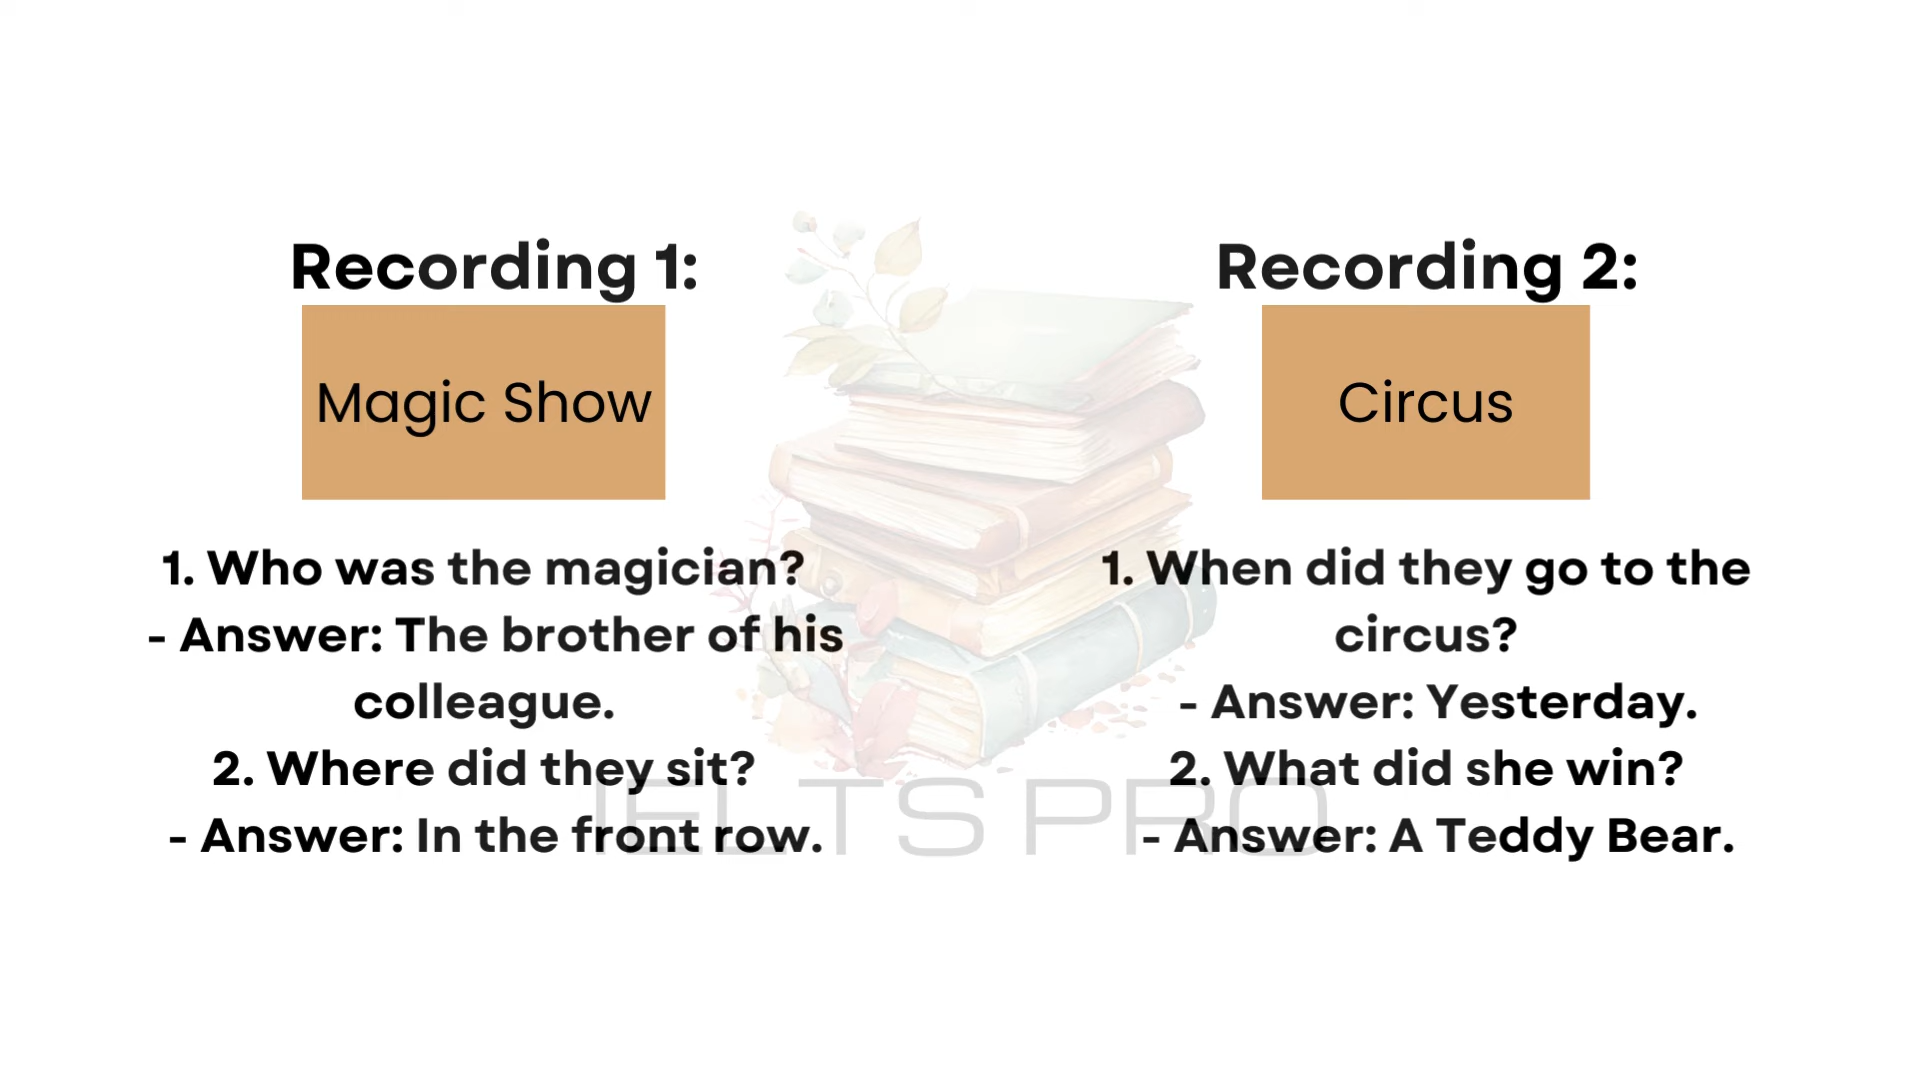 Recording 1:
Magic Show
1. Who was the magician?
- Answer: The brother of his
colleague.
2. Where did they sit?
- Answer: In the front row.
Recording 2:
Circus
1. When did they go to the
circus?
- Answer: Yesterday.
2. What did she win?
- Answer: A Teddy Bear.
IELTS PRO